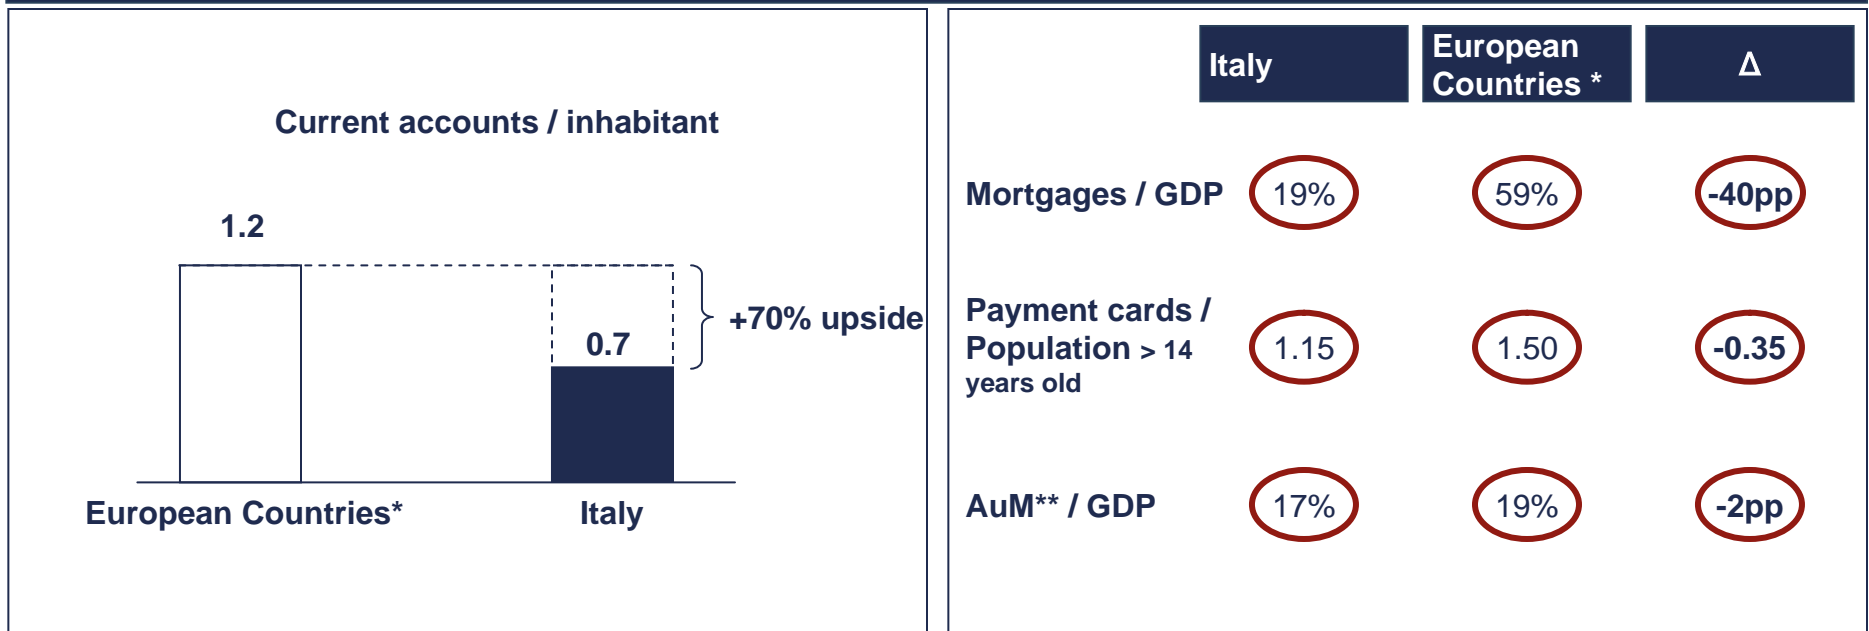 Current accounts / inhabitant
1.2
0.7
+70% upside
European Countries*
Italy
Italy
European
Countries *
Δ
Mortgages / GDP
19%
59%
-40pp
Payment cards /
Population > 14
years old
1.15
1.50
-0.35
AuM** / GDP
17%
19%
-2pp